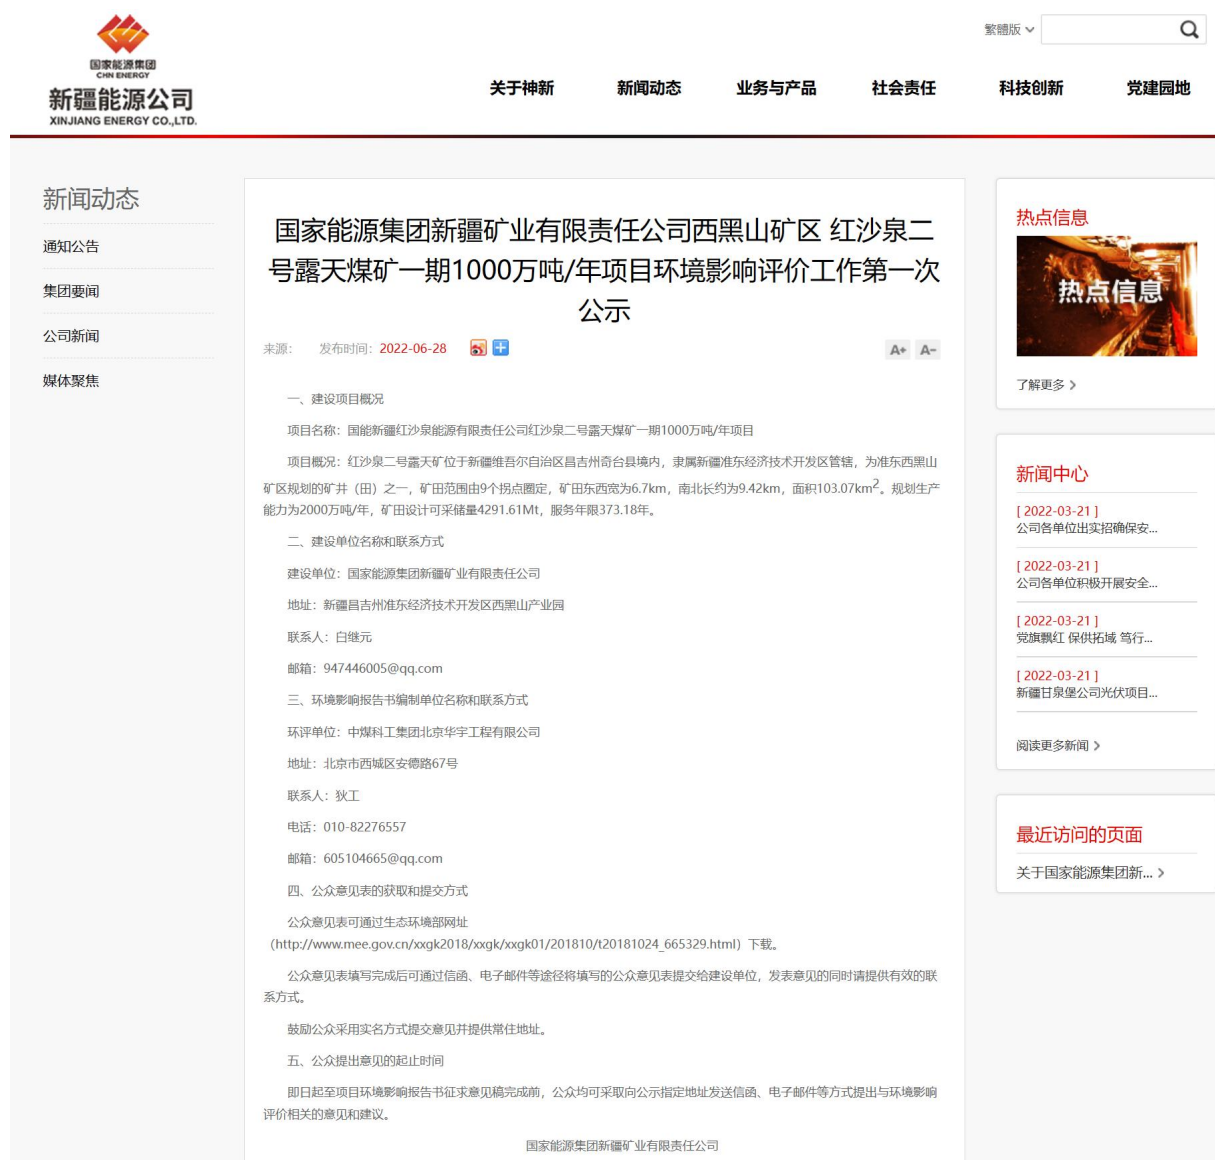 国家能源集团
CHN ENERGY
新疆能源公司
XINJIANG ENERGY CO.,LTD.
繁體版
关于神新
新闻动态
业务与产品
社会责任
科技创新
党建园地
新闻动态
通知公告
集团要闻
公司新闻
媒体聚焦
国家能源集团新疆矿业有限责任公司西黑山矿区 红沙泉二
号露天煤矿一期1000万吨/年项目环境影响评价工作第一次
公示
来源： 发布时间：2022-06-28
A+ A-
一、建设项目概况
项目名称：国能新疆红沙泉能源有限责任公司红沙泉二号露天煤矿一期1000万吨/年项目
项目概况：红沙泉二号露天矿位于新疆维吾尔自治区昌吉州奇台县境内，隶属新疆准东经济技术开发区管辖，为准东西黑山
矿区规划的矿井（田）之一，矿田范围由9个拐点圈定，矿田东西宽为6.7km，南北长约为9.42km，面积103.07km2。规划生产
能力为2000万吨/年，矿田设计可采储量4291.61Mt，服务年限373.18年。
二、建设单位名称和联系方式
建设单位：国家能源集团新疆矿业有限责任公司
地址：新疆昌吉州准东经济技术开发区西黑山产业园
联系人：白继元
邮箱：947446005@qq.com
三、环境影响报告书编制单位名称和联系方式
环评单位：中煤科工集团北京华宇工程有限公司
地址：北京市西城区安德路67号
联系人：狄工
电话：010-82276557
邮箱：605104665@qq.com
四、公众意见表的获取和提交方式
公众意见表可通过生态环境部网址
（http://www.mee.gov.cn/xxgk2018/xxgk/xxgk01/201810/t20181024_665329.html）下载。
公众意见表填写完成后可通过信函、电子邮件等途径将填写的公众意见表提交给建设单位，发表意见的同时请提供有效的联
系方式。
鼓励公众采用实名方式提交意见并提供常住地址。
五、公众提出意见的起止时间
即日起至项目环境影响报告书征求意见稿完成前，公众均可采取向公示指定地址发送信函、电子邮件等方式提出与环境影响
评价相关的意见和建议。
国家能源集团新疆矿业有限责任公司
热点信息
热点信息
了解更多
新闻中心
[ 2022-03-21 ]
公司各单位出实招确保安...
[ 2022-03-21 ]
公司各单位积极开展安全...
[ 2022-03-21 ]
党旗飘红 保供拓域 笃行...
[ 2022-03-21 ]
新疆甘泉堡公司光伏项目...
阅读更多新闻
最近访问的页面
关于国家能源集团新...